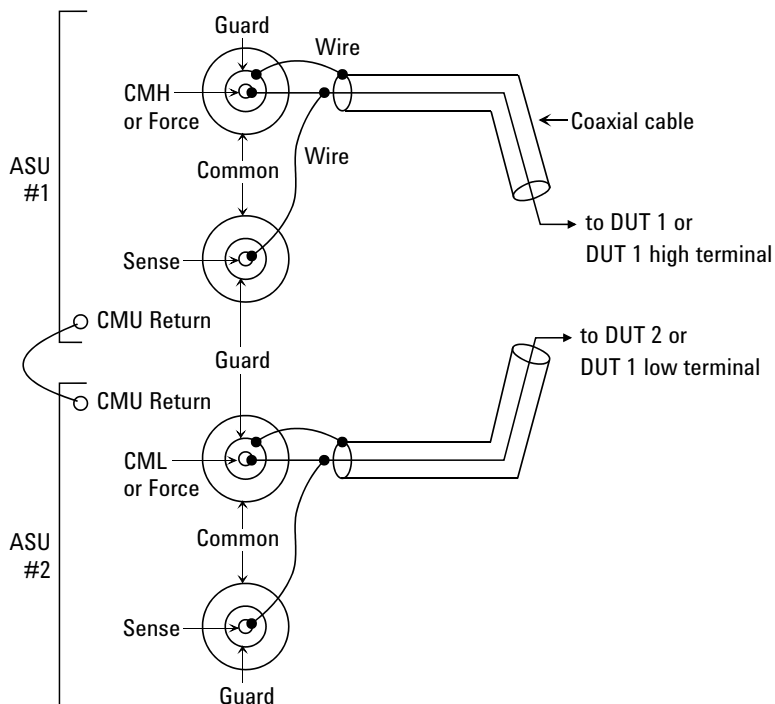 Guard
Wire
CMH
or Force
Coaxial cable
ASU
#1
Common
Wire
to DUT 1 or
DUT 1 high terminal
Sense
CMU Return
to DUT 2 or
DUT 1 low terminal
Guard
CMU Return
CML
or Force
ASU
#2
Common
Sense
Guard